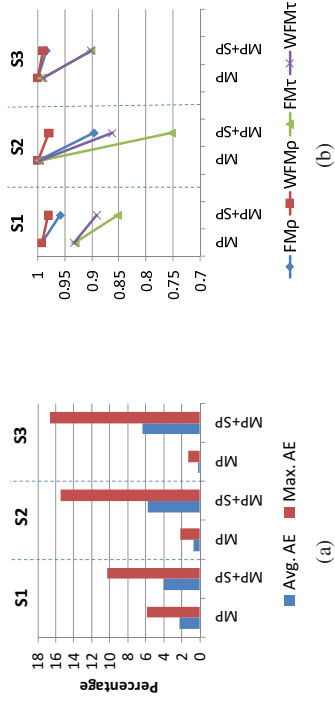 S1 S2 S3
18
16
14
12
10
8
6
4
2
0
Percentage
MP MP+SP MP MP+SP MP MP+SP
Avg. AE Max. AE
(a)
S1 S2 S3
1
0.95
0.9
0.85
0.8
0.75
0.7
MP MP+SP MP MP+SP MP MP+SP
FMρ WFMρ FMτ WFMτ
(b)